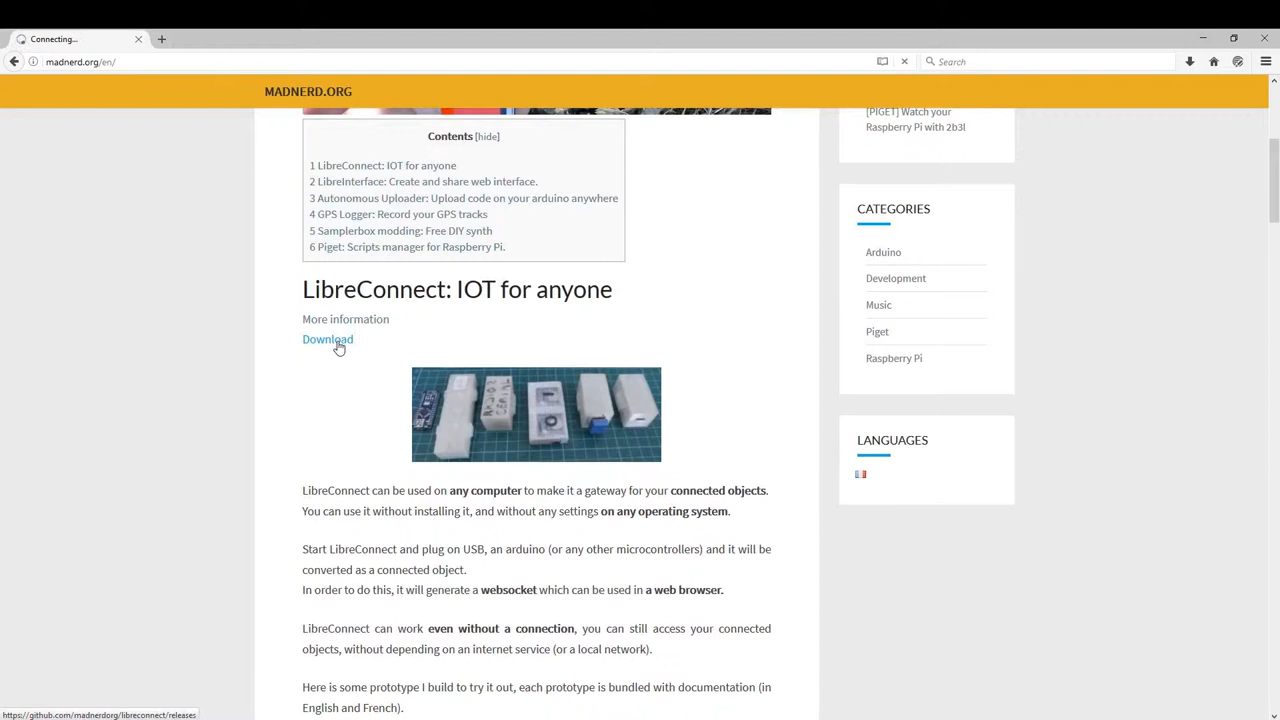 Connecting...
madnerd.org/en/
Search
MADNERD.ORG
Contents [hide]
1 LibreConnect: IOT for anyone
2 LibreInterface: Create and share web interface.
3 Autonomous Uploader: Upload code on your arduino anywhere
4 GPS Logger: Record your GPS tracks
5 Samplerbox modding: Free DIY synth
6 Piget: Scripts manager for Raspberry Pi.
LibreConnect: IOT for anyone
More information
Download
LibreConnect can be used on any computer to make it a gateway for your connected objects.
You can use it without installing it, and without any settings on any operating system.
Start LibreConnect and plug on USB, an arduino (or any other microcontrollers) and it will be
converted as a connected object.
In order to do this, it will generate a websocket which can be used in a web browser.
LibreConnect can work even without a connection, you can still access your connected
objects, without depending on an internet service (or a local network).
Here is some prototype I build to try it out, each prototype is bundled with documentation (in
English and French).
[PIGET] Watch your
Raspberry Pi with 2b3l
CATEGORIES
Arduino
Development
Music
Piget
Raspberry Pi
LANGUAGES
https://github.com/madnerdorg/libreconnect/releases